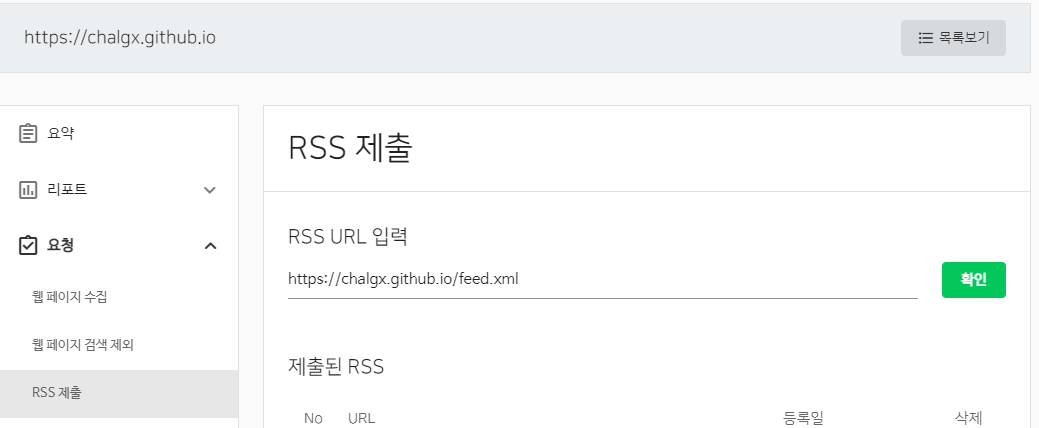 https://chalgx.github.io
목록보기
요약
리포트
요청
웹 페이지 수집
웹 페이지 검색 제외
RSS 제출
RSS 제출
RSS URL 입력
https://chalgx.github.io/feed.xml
확인
제출된 RSS
No URL 등록일 삭제